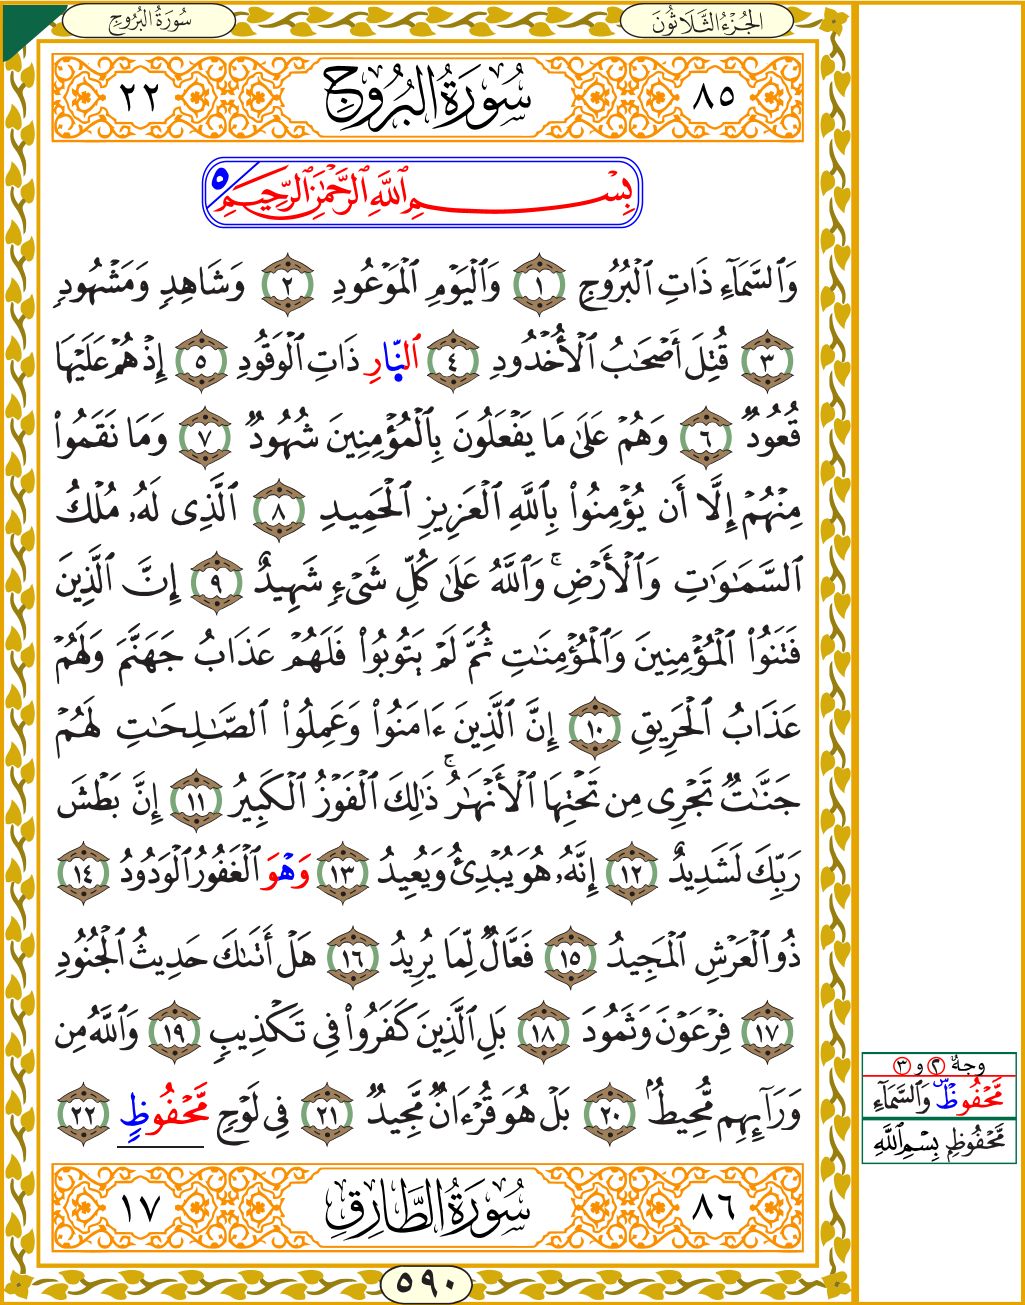 الجُزْءُ الثَّلَاثُونَ
سُورَةُ البُرُوجِ
٨٥ سُورَةُ البُرُوجِ ٢٢
بِسْمِ ٱللَّهِ ٱلرَّحْمَٰنِ ٱلرَّحِيمِ ٥
وَٱلسَّمَآءِ ذَاتِ ٱلْبُرُوجِ ١ وَٱلْيَوْمِ ٱلْمَوْعُودِ ٢ وَشَاهِدٖ وَمَشْهُودٖ
٣ قُتِلَ أَصْحَٰبُ ٱلْأُخْدُودِ ٤ ٱلنّ۪ارِ ذَاتِ ٱلْوَقُودِ ٥ إِذْ هُمْ عَلَيْهَا
قُعُودٞ ٦ وَهُمْ عَلَىٰ مَا يَفْعَلُونَ بِٱلْمُؤْمِنِينَ شُهُودٞ ٧ وَمَا نَقَمُوا۟
مِنْهُمْ إِلَّا أَن يُؤْمِنُوا۟ بِٱللَّهِ ٱلْعَزِيزِ ٱلْحَمِيدِ ٨ ٱلَّذِى لَهُۥ مُلْكُ
ٱلسَّمَٰوَٰتِ وَٱلْأَرْضِۚ وَٱللَّهُ عَلَىٰ كُلِّ شَىْءٖ شَهِيدٌ ٩ إِنَّ ٱلَّذِينَ
فَتَنُوا۟ ٱلْمُؤْمِنِينَ وَٱلْمُؤْمِنَٰتِ ثُمَّ لَمْ يَتُوبُوا۟ فَلَهُمْ عَذَابُ جَهَنَّمَ وَلَهُمْ
عَذَابُ ٱلْحَرِيقِ ١٠ إِنَّ ٱلَّذِينَ ءَامَنُوا۟ وَعَمِلُوا۟ ٱلصَّٰلِحَٰتِ لَهُمْ
جَنَّٰتٞ تَجْرِى مِن تَحْتِهَا ٱلْأَنْهَٰرُۚ ذَٰلِكَ ٱلْفَوْزُ ٱلْكَبِيرُ ١١ إِنَّ بَطْشَ
رَبِّكَ لَشَدِيدٌ ١٢ إِنَّهُۥ هُوَ يُبْدِئُ وَيُعِيدُ ١٣ وَهْوَ ٱلْغَفُورُ ٱلْوَدُودُ ١٤
ذُو ٱلْعَرْشِ ٱلْمَجِيدُ ١٥ فَعَّالٞ لِّمَا يُرِيدُ ١٦ هَلْ أَتَىٰكَ حَدِيثُ ٱلْجُنُودِ
١٧ فِرْعَوْنَ وَثَمُودَ ١٨ بَلِ ٱلَّذِينَ كَفَرُوا۟ فِى تَكْذِيبٖ ١٩ وَٱللَّهُ مِن
وَرَآئِهِم مُّحِيطُۢ ٢٠ بَلْ هُوَ قُرْءَانٞ مَّجِيدٞ ٢١ فِى لَوْحٖ مَّحْفُوظٍ ٢٢
٨٦ سُورَةُ الطَّارِقِ ١٧
٥٩٠
وجهٌ ٢ و ٣
مَّحْفُوظٖ وَٱلسَّمَآءِ
مَّحْفُوظِ بِسْمِ ٱللَّهِ